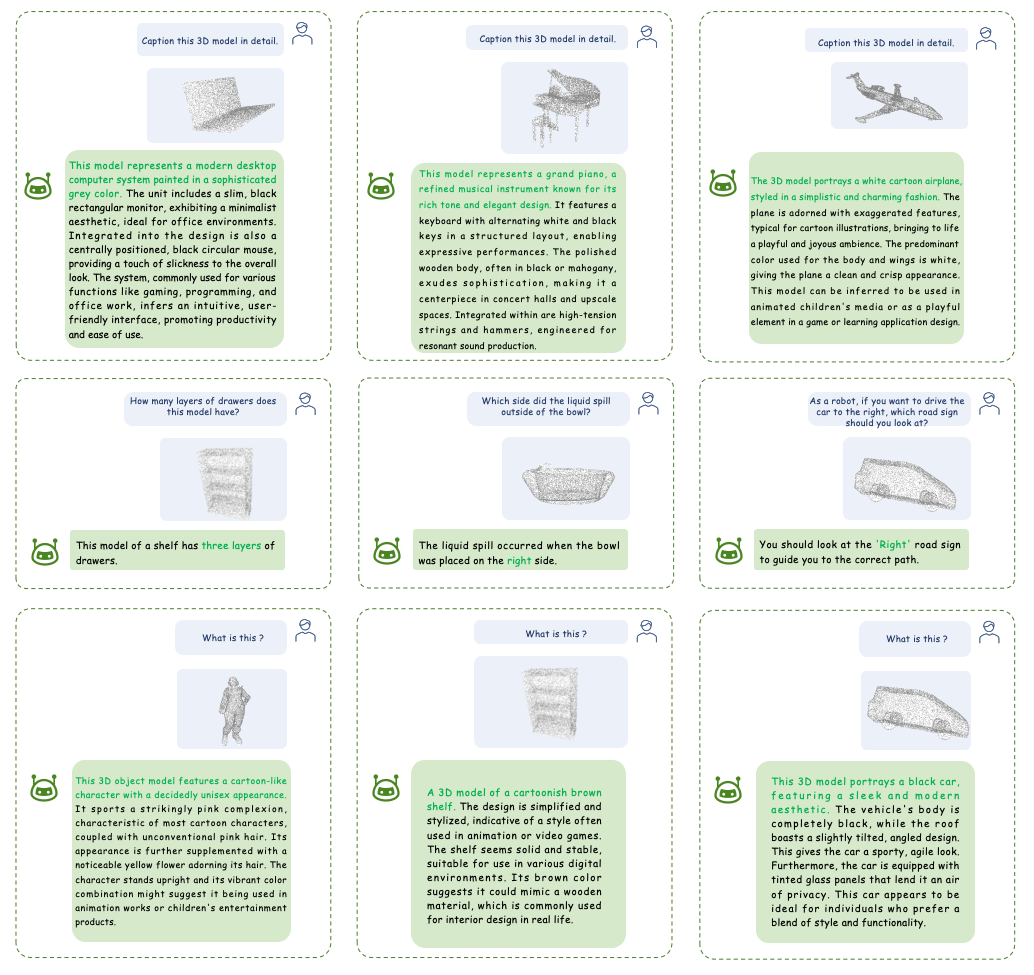 Caption this 3D model in detail.
This model represents a modern desktop
computer system painted in a sophisticated
grey color. The unit includes a slim, black
rectangular monitor, exhibiting a minimalist
aesthetic, ideal for office environments.
Integrated into the design is also a
centrally positioned, black circular mouse,
providing a touch of slickness to the overall
look. The system, commonly used for various
functions like gaming, programming, and
office work, infers an intuitive, user-
friendly interface, promoting productivity
and ease of use.
Caption this 3D model in detail.
This model represents a grand piano, a
refined musical instrument known for its
rich tone and elegant design. It features a
keyboard with alternating white and black
keys in a structured layout, enabling
expressive performances. The polished
wooden body, often in black or mahogany,
exudes sophistication, making it a
centerpiece in concert halls and upscale
spaces. Integrated within are high-tension
strings and hammers, engineered for
resonant sound production.
Caption this 3D model in detail.
The 3D model portrays a white cartoon airplane,
styled in a simplistic and charming fashion. The
plane is adorned with exaggerated features,
typical for cartoon illustrations, bringing to life
a playful and joyous ambience. The predominant
color used for the body and wings is white,
giving the plane a clean and crisp appearance.
This model can be inferred to be used in
animated children's media or as a playful
element in a game or learning application design.
How many layers of drawers does
this model have?
This model of a shelf has three layers of
drawers.
Which side did the liquid spill
outside of the bowl?
The liquid spill occurred when the bowl
was placed on the right side.
As a robot, if you want to drive the
car to the right, which road sign
should you look at?
You should look at the 'Right' road sign
to guide you to the correct path.
What is this ?
This 3D object model features a cartoon-like
character with a decidedly unisex appearance.
It sports a strikingly pink complexion,
characteristic of most cartoon characters,
coupled with unconventional pink hair. Its
appearance is further supplemented with a
noticeable yellow flower adorning its hair. The
character stands upright and its vibrant color
combination might suggest it being used in
animation works or children's entertainment
products.
What is this ?
A 3D model of a cartoonish brown
shelf. The design is simplified and
stylized, indicative of a style often
used in animation or video games.
The shelf seems solid and stable,
suitable for use in various digital
environments. Its brown color
suggests it could mimic a wooden
material, which is commonly used
for interior design in real life.
What is this ?
This 3D model portrays a black car,
featuring a sleek and modern
aesthetic. The vehicle's body is
completely black, while the roof
boasts a slightly tilted, angled design.
This gives the car a sporty, agile look.
Furthermore, the car is equipped with
tinted glass panels that lend it an air
of privacy. This car appears to be
ideal for individuals who prefer a
blend of style and functionality.